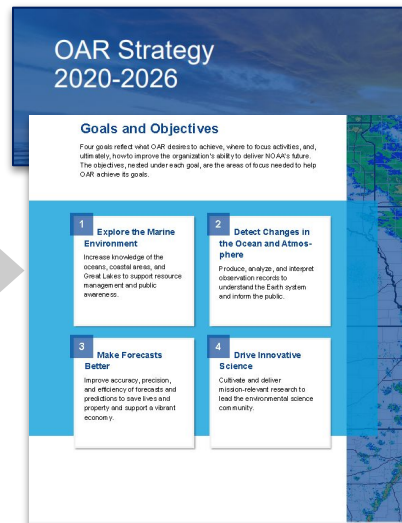 OAR Strategy
2020-2026
Goals and Objectives
Four goals reflect what OAR desires to achieve, where to focus activities, and,
ultimately, how to improve the organization's ability to deliver NOAA's future.
The objectives, nested under each goal, are the areas of focus needed to help
OAR achieve its goals.
1
Explore the Marine
Environment
Increase knowledge of the
oceans, coastal areas, and
Great Lakes to support resource
management and public
awareness.
2
Detect Changes in
the Ocean and Atmos-
phere
Produce, analyze, and interpret
observation records to
understand the Earth system
and inform the public.
3
Make Forecasts
Better
Improve accuracy, precision,
and efficiency of forecasts and
predictions to save lives and
property and support a vibrant
economy.
4
Drive Innovative
Science
Cultivate and deliver
mission-relevant research to
lead the environmental science
community.